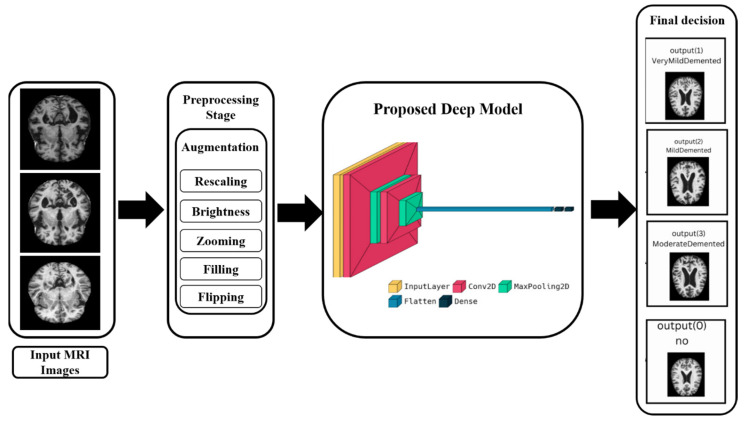 Input MRI
Images
Preprocessing
Stage
Augmentation
Rescaling
Brightness
Zooming
Filling
Flipping
Proposed Deep Model
InputLayer
Conv2D
MaxPooling2D
Flatten
Dense
Final decision
output(1)
VeryMildDemented
output(2)
MildDemented
output(3)
ModerateDemented
output(0)
no